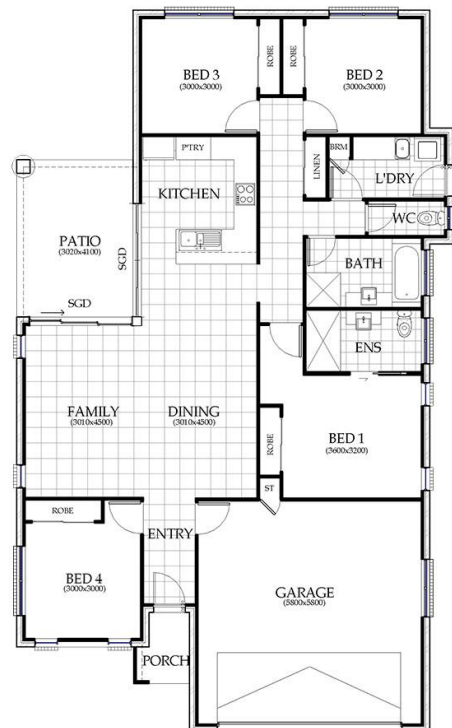 BED 3
(3000x3000)
ROBE
ROBE
BED 2
(3000x3000)
P'TRY
KITCHEN
LINEN
BRM
L'DRY
WC
PATIO
(3020x4100)
SGD
SGD
BATH
ENS
FAMILY
(3010x4500)
DINING
(3010x4500)
ROBE
BED 1
(3600x3200)
ROBE
ST
ENTRY
BED 4
(3000x3000)
GARAGE
(5800x5800)
PORCH